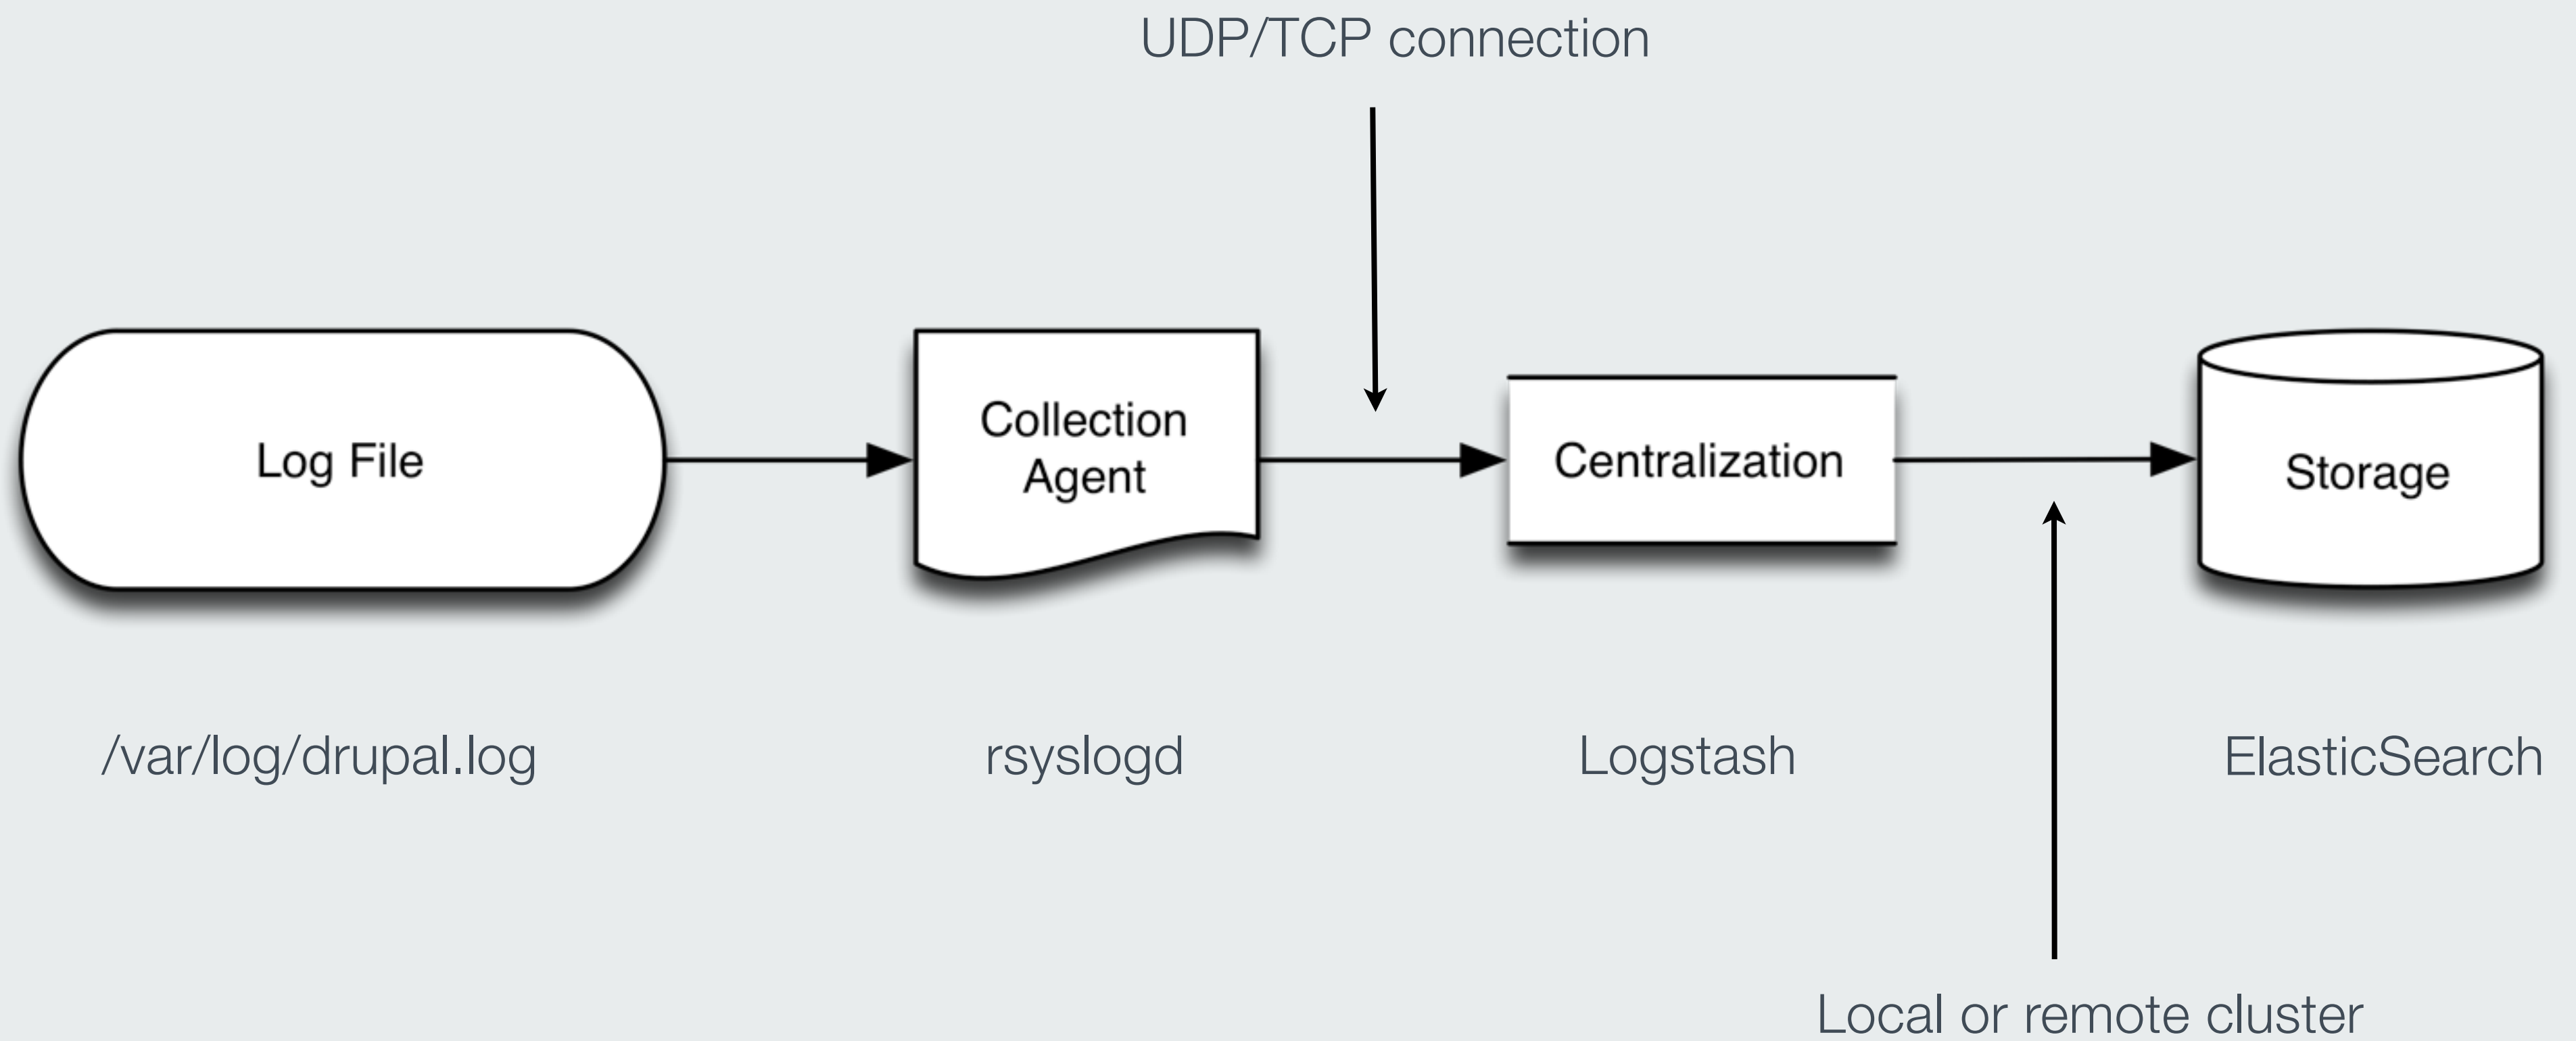 UDP/TCP connection
Log File
Collection
Agent
Centralization
Storage
/var/log/drupal.log
rsyslogd
Logstash
ElasticSearch
Local or remote cluster